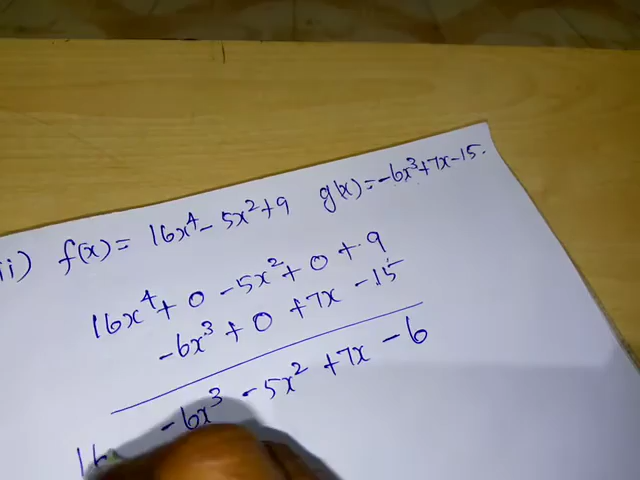 ii) f(x) = 16x⁴ - 5x² + 9 g(x) = -6x³ + 7x - 15.
16x⁴ + 0 - 5x² + 0 + 9
-6x³ + 0 + 7x - 15
16 -6x³ - 5x² + 7x - 6